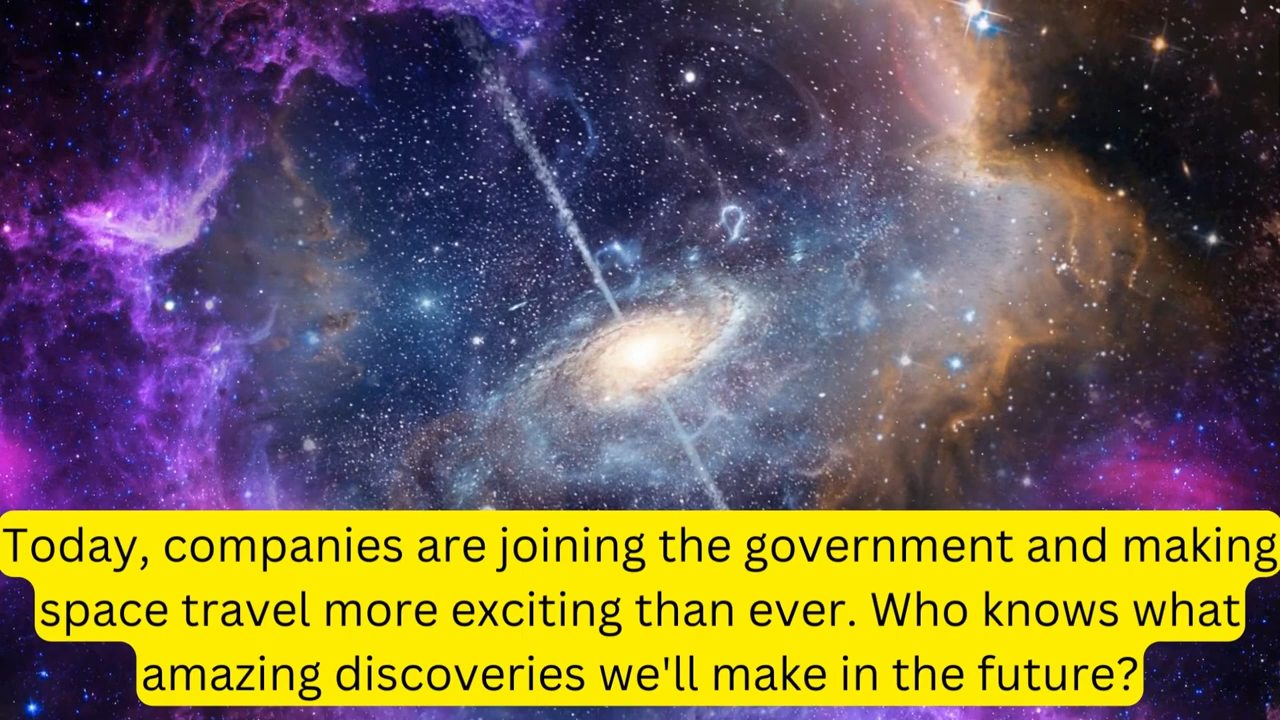 Today, companies are joining the government and making
space travel more exciting than ever. Who knows what
amazing discoveries we'll make in the future?